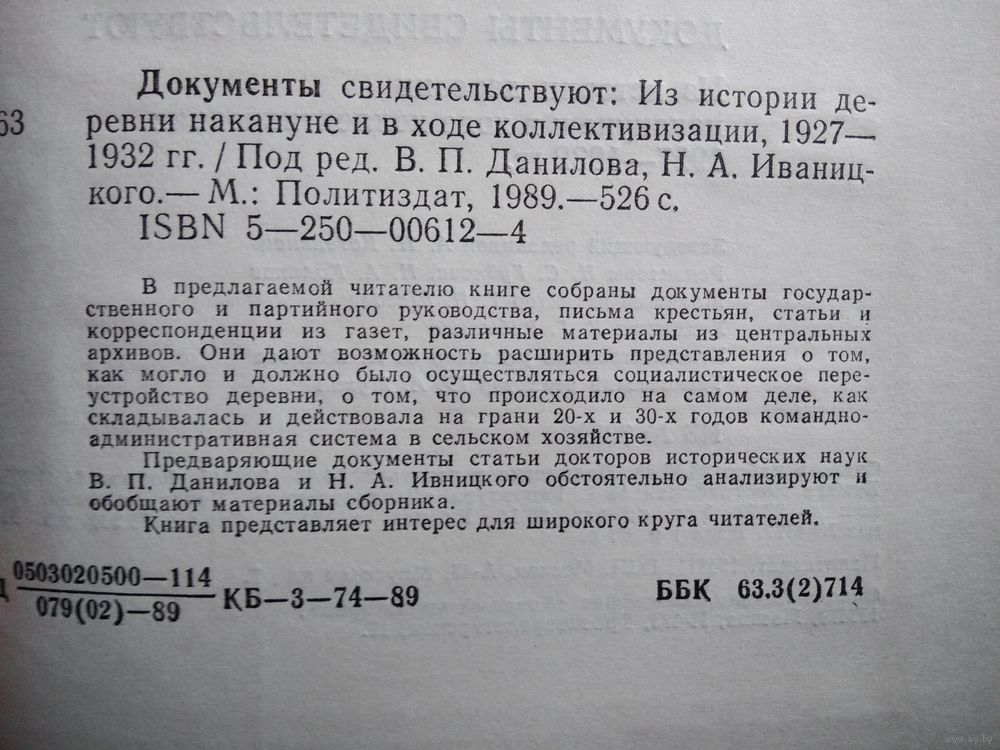 Документы свидетельствуют: Из истории де-
63
ревни накануне и в ходе коллективизации, 1927—
1932 гг. / Под ред. В. П. Данилова, Н. А. Иваниц-
кого.— М.: Политиздат, 1989.—526 с.
ISBN 5—250—00612—4
В предлагаемой читателю книге собраны документы государ-
ственного и партийного руководства, письма крестьян, статьи и
корреспонденции из газет, различные материалы из центральных
архивов. Они дают возможность расширить представления о том,
как могло и должно было осуществляться социалистическое пере-
устройство деревни, о том, что происходило на самом деле, как
складывалась и действовала на грани 20-х и 30-х годов командно-
административная система в сельском хозяйстве.
Предваряющие документы статьи докторов исторических наук
В. П. Данилова и Н. А. Ивницкого обстоятельно анализируют и
обобщают материалы сборника.
Книга представляет интерес для широкого круга читателей.
0503020500—114
079(02)—89
КБ—3—74—89
ББК 63.3(2)714
www.ay.by